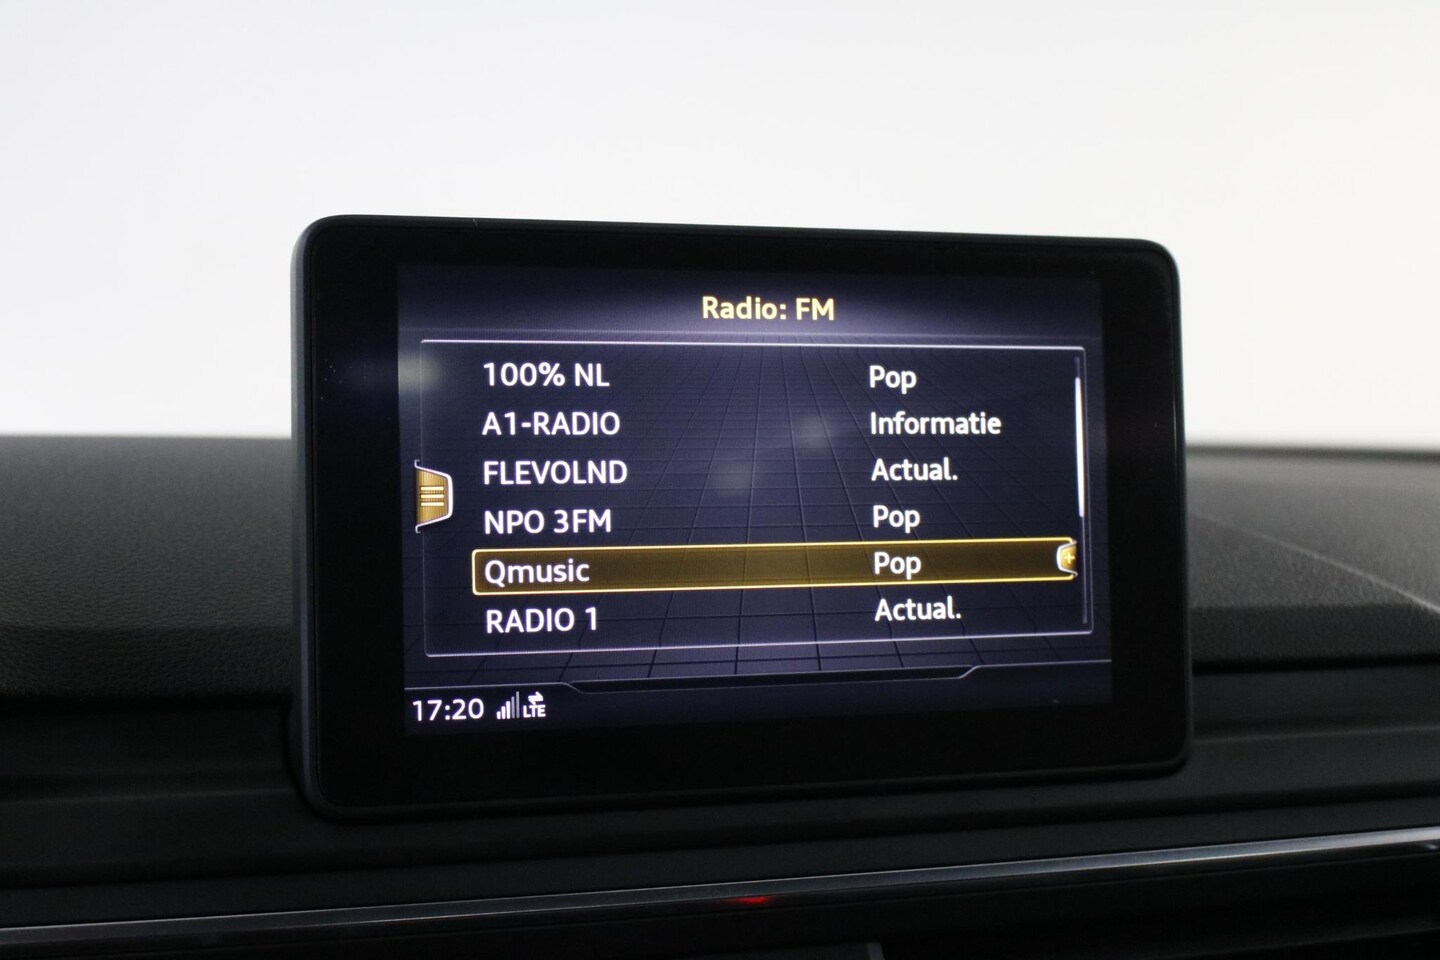 Radio: FM
100% NL Pop
A1-RADIO Informatie
FLEVOLND Actual.
NPO 3FM Pop
Qmusic Pop
RADIO 1 Actual.
17:20 LTE